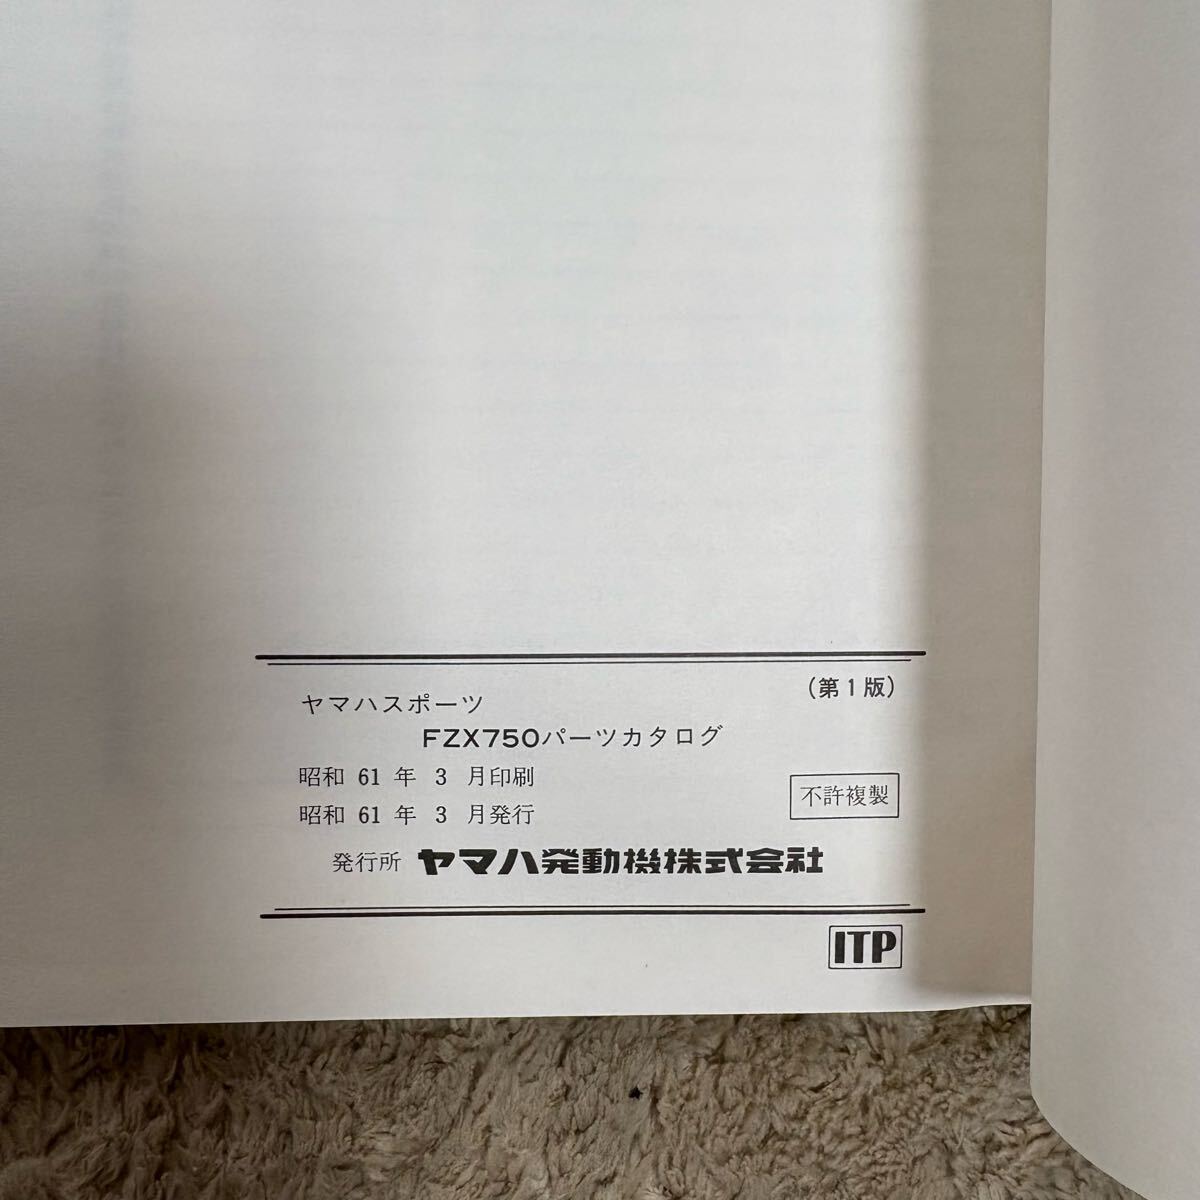 ヤマハスポーツ
(第1版)
FZX750パーツカタログ
昭和 61 年 3 月印刷
昭和 61 年 3 月発行
不許複製
発行所 ヤマハ発動機株式会社
ITP